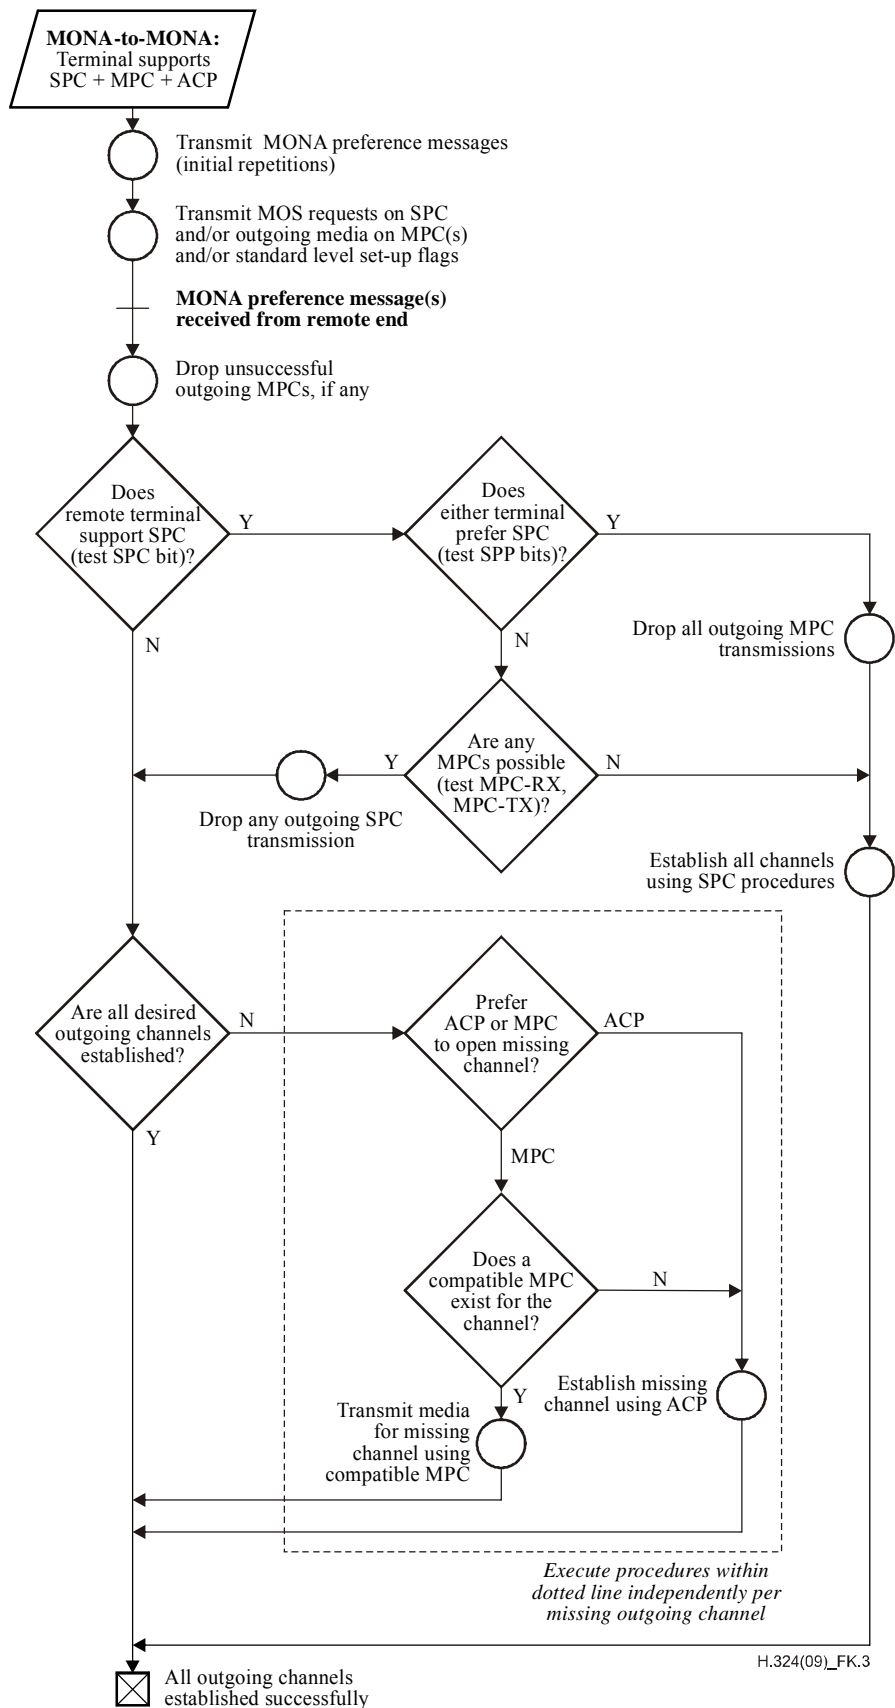 MONA-to-MONA:
Terminal supports
SPC + MPC + ACP
Transmit MONA preference messages
(initial repetitions)
Transmit MOS requests on SPC
and/or outgoing media on MPC(s)
and/or standard level set-up flags
MONA preference message(s)
received from remote end
Drop unsuccessful
outgoing MPCs, if any
Does
remote terminal
support SPC
(test SPC bit)?
Y
N
Does
either terminal
prefer SPC
(test SPP bits)?
Y
N
Drop all outgoing MPC
transmissions
Are any
MPCs possible
(test MPC-RX,
MPC-TX)?
Y
N
Drop any outgoing SPC
transmission
Establish all channels
using SPC procedures
Are all desired
outgoing channels
established?
N
Y
Prefer
ACP or MPC
to open missing
channel?
ACP
MPC
Does a
compatible MPC
exist for the
channel?
N
Y
Establish missing
channel using ACP
Transmit media
for missing
channel using
compatible MPC
Execute procedures within
dotted line independently per
missing outgoing channel
H.324(09)_FK.3
All outgoing channels
established successfully